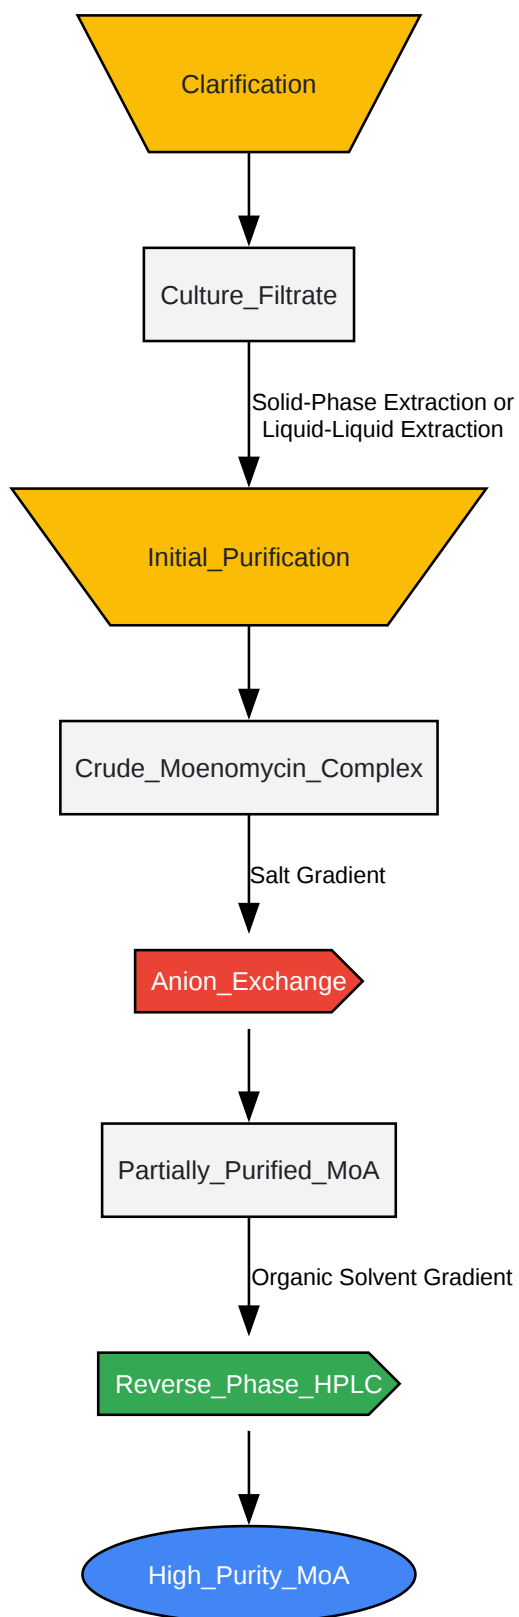 Clarification
Culture_Filtrate
Solid-Phase Extraction or
Liquid-Liquid Extraction
Initial_Purification
Crude_Moenomycin_Complex
Salt Gradient
Anion_Exchange
Partially_Purified_MoA
Organic Solvent Gradient
Reverse_Phase_HPLC
High_Purity_MoA